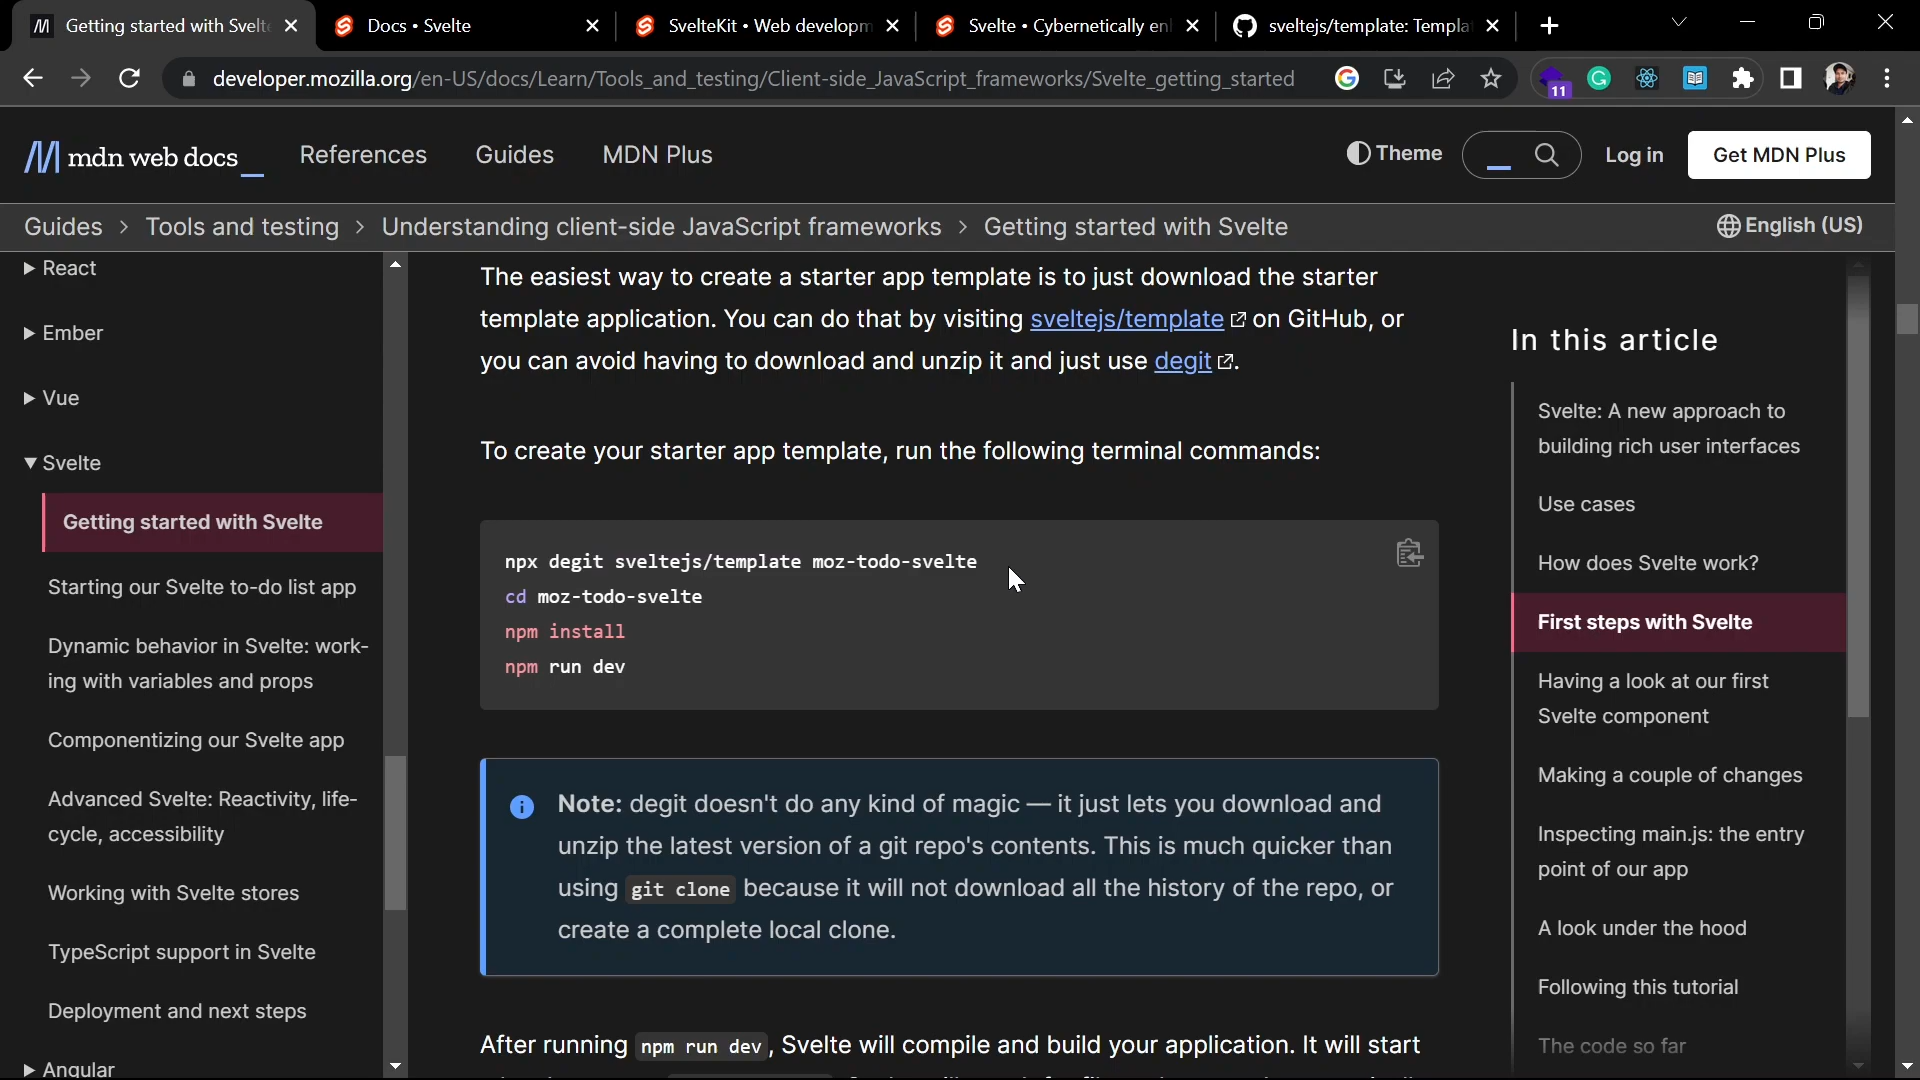 Getting started with Svelt
Docs • Svelte
SvelteKit • Web developm
Svelte • Cybernetically en
sveltejs/template: Templa
developer.mozilla.org/en-US/docs/Learn/Tools_and_testing/Client-side_JavaScript_frameworks/Svelte_getting_started
11
mdn web docs_
References
Guides
MDN Plus
Theme
Log in
Get MDN Plus
Guides > Tools and testing > Understanding client-side JavaScript frameworks > Getting started with Svelte
English (US)
React
Ember
Vue
Svelte
Getting started with Svelte
Starting our Svelte to-do list app
Dynamic behavior in Svelte: work-
ing with variables and props
Componentizing our Svelte app
Advanced Svelte: Reactivity, life-
cycle, accessibility
Working with Svelte stores
TypeScript support in Svelte
Deployment and next steps
Angular
The easiest way to create a starter app template is to just download the starter
template application. You can do that by visiting sveltejs/template on GitHub, or
you can avoid having to download and unzip it and just use degit.
To create your starter app template, run the following terminal commands:
npx degit sveltejs/template moz-todo-svelte
cd moz-todo-svelte
npm install
npm run dev
Note: degit doesn't do any kind of magic — it just lets you download and
unzip the latest version of a git repo's contents. This is much quicker than
using git clone because it will not download all the history of the repo, or
create a complete local clone.
After running npm run dev, Svelte will compile and build your application. It will start
In this article
Svelte: A new approach to
building rich user interfaces
Use cases
How does Svelte work?
First steps with Svelte
Having a look at our first
Svelte component
Making a couple of changes
Inspecting main.js: the entry
point of our app
A look under the hood
Following this tutorial
The code so far